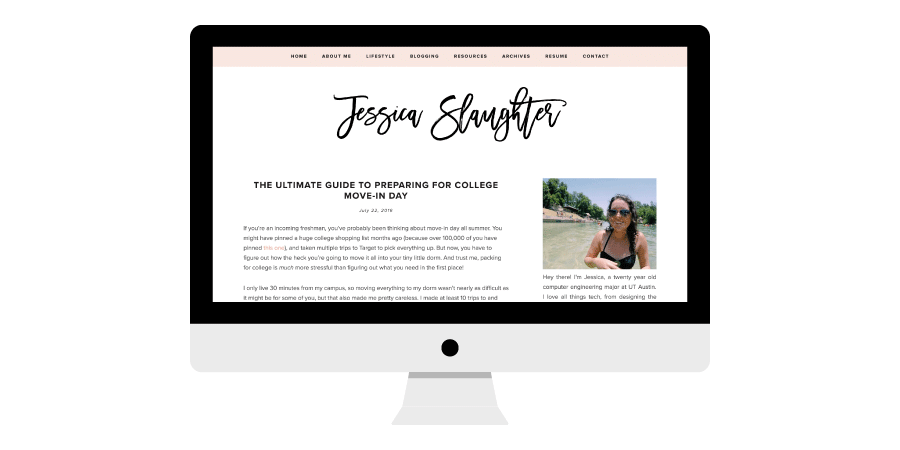 HOME ABOUT ME LIFESTYLE BLOGGING RESOURCES ARCHIVES RESUME CONTACT
Jessica Slaughter
THE ULTIMATE GUIDE TO PREPARING FOR COLLEGE
MOVE-IN DAY
July 22, 2016
If you're an incoming freshman, you've probably been thinking about move-in day all summer. You
might have pinned a huge college shopping list months ago (because over 100,000 of you have
pinned this one), and taken multiple trips to Target to pick everything up. But now, you have to
figure out how the heck you're going to move it all into your tiny little dorm. And trust me, packing
for college is much more stressful than figuring out what you need in the first place!
I only live 30 minutes from my campus, so moving everything to my dorm wasn't nearly as difficult as
it might be for some of you, but that also made me pretty careless. I made at least 10 trips to and
Hey there! I'm Jessica, a twenty year old
computer engineering major at UT Austin.
I love all things tech, from designing the